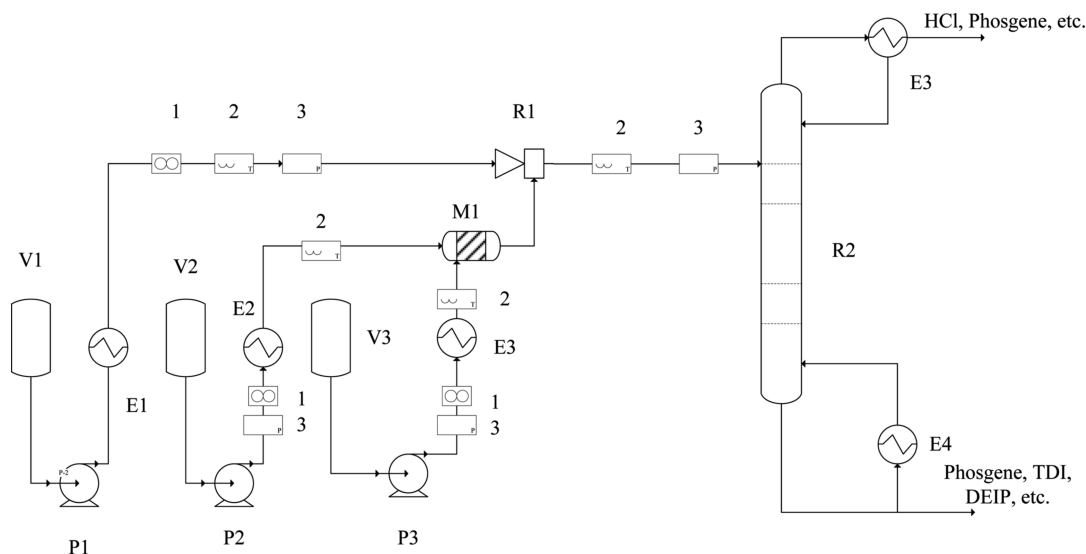 HCl, Phosgene, etc.
E3
1
2
3
R1
2
3
T
P
T
P
2
M1
T
V1
V2
R2
E2
T
2
V3
E3
E1
1
1
P
3
P
3
E4
P-2
Phosgene, TDI,
DEIP, etc.
P1
P2
P3